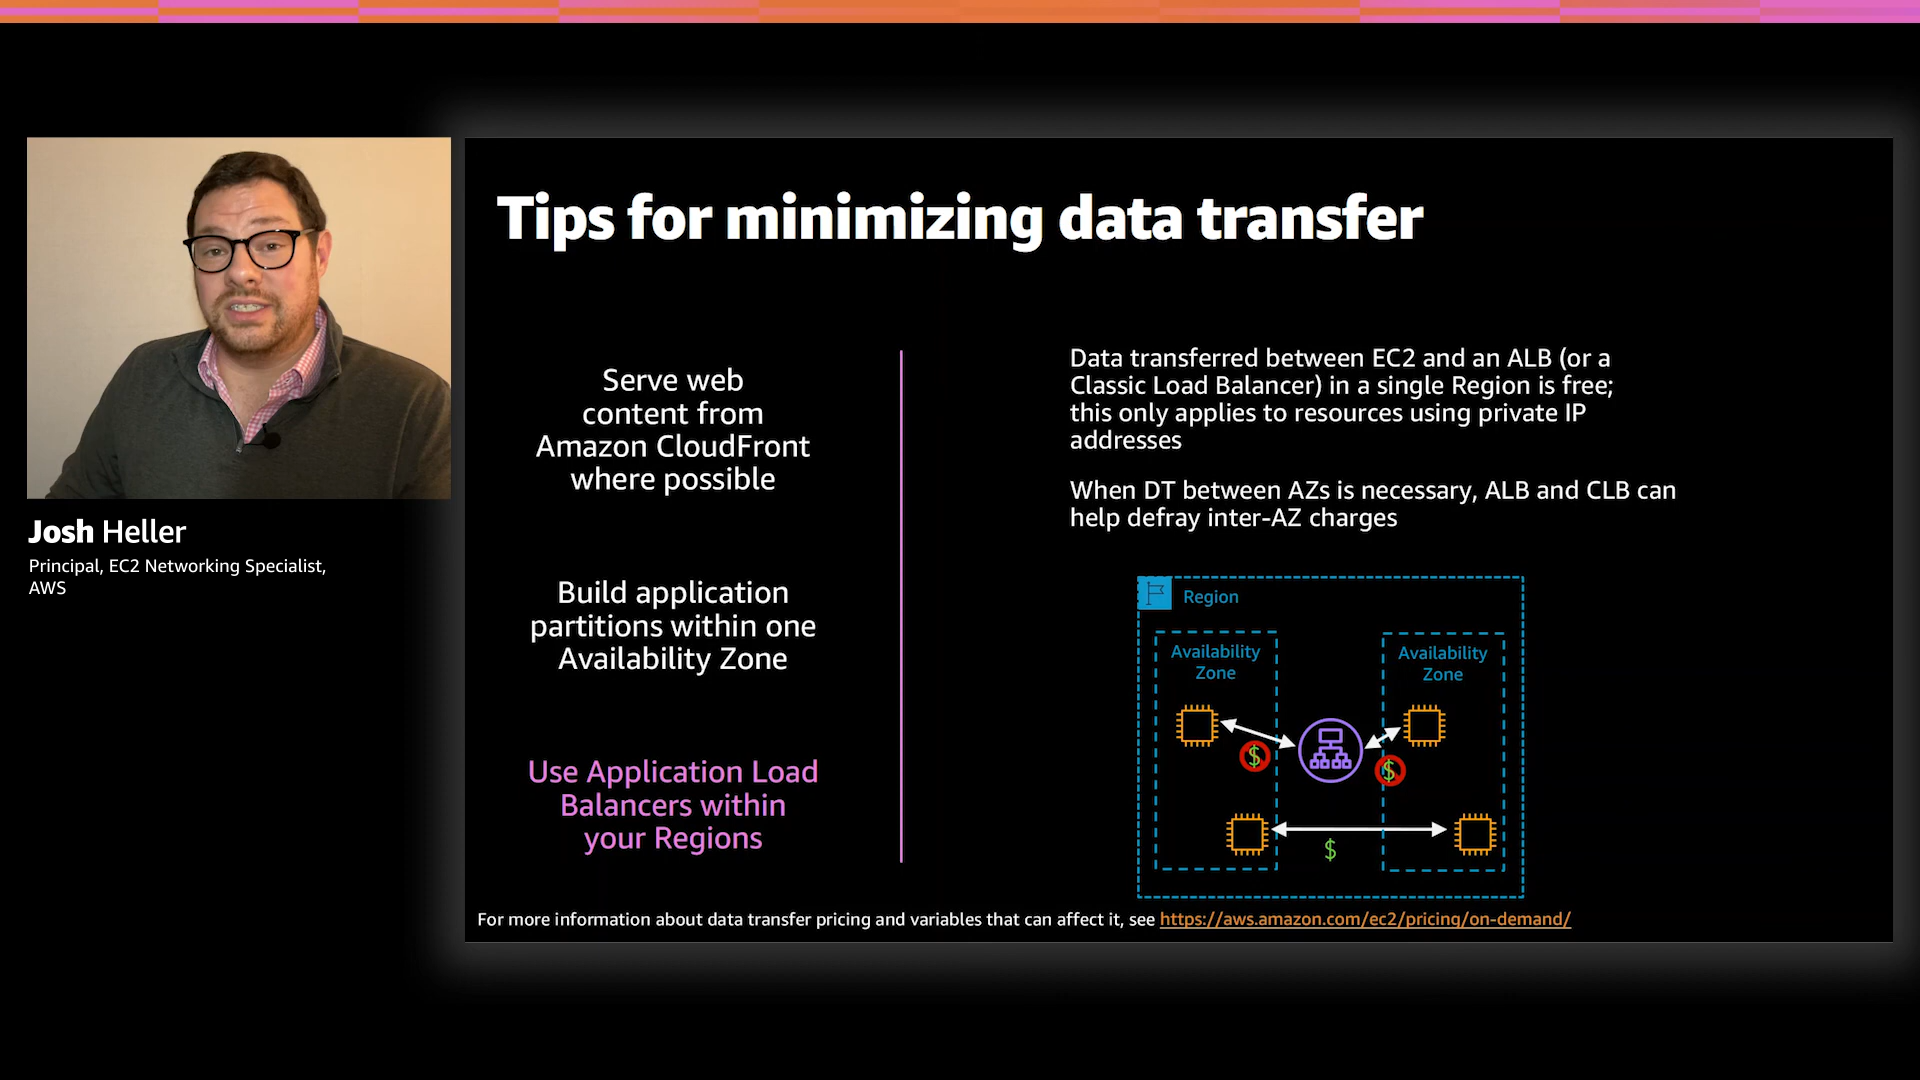 Tips for minimizing data transfer
Serve web
content from
Amazon CloudFront
where possible
Build application
partitions within one
Availability Zone
Use Application Load
Balancers within
your Regions
Data transferred between EC2 and an ALB (or a
Classic Load Balancer) in a single Region is free;
this only applies to resources using private IP
addresses
When DT between AZs is necessary, ALB and CLB can
help defray inter-AZ charges
Region
Availability
Zone
Availability
Zone
$
$
$
For more information about data transfer pricing and variables that can affect it, see https://aws.amazon.com/ec2/pricing/on-demand/
Josh Heller
Principal, EC2 Networking Specialist,
AWS